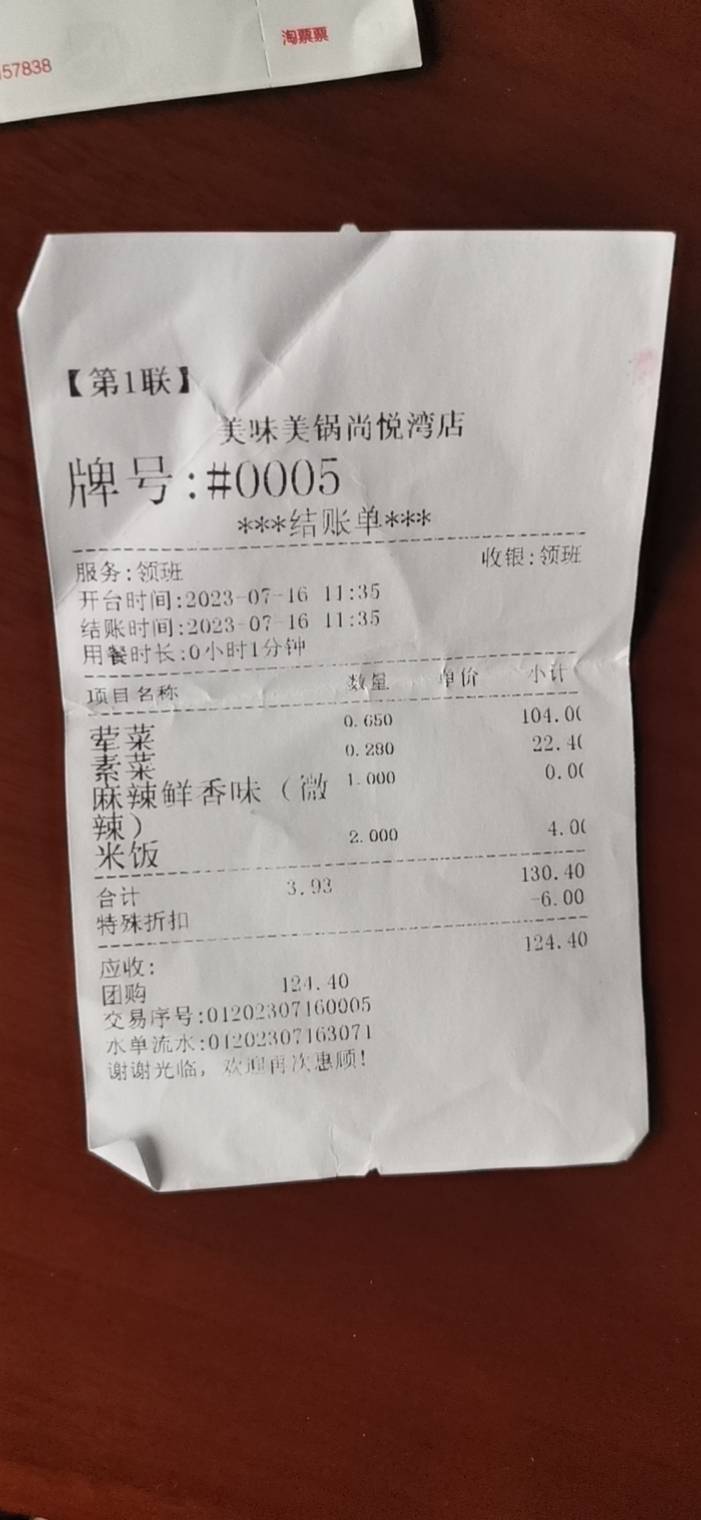 57838
淘票票
【第1联】
美味美锅尚悦湾店
牌号:#0005
***结账单***
服务:领班 收银:领班
开台时间:2023-07-16 11:35
结账时间:2023-07-16 11:35
用餐时长:0小时1分钟
项目名称 数量 单价 小计
荤菜 0.650 104.0
素菜 0.280 22.4
麻辣鲜香味（微 1.000 0.0
辣）
米饭 2.000 4.0
合计 3.93 130.40
特殊折扣 -6.00
应收: 124.40
团购 124.40
交易序号:01202307160005
水单流水:01202307163071
谢谢光临, 欢迎再次惠顾!